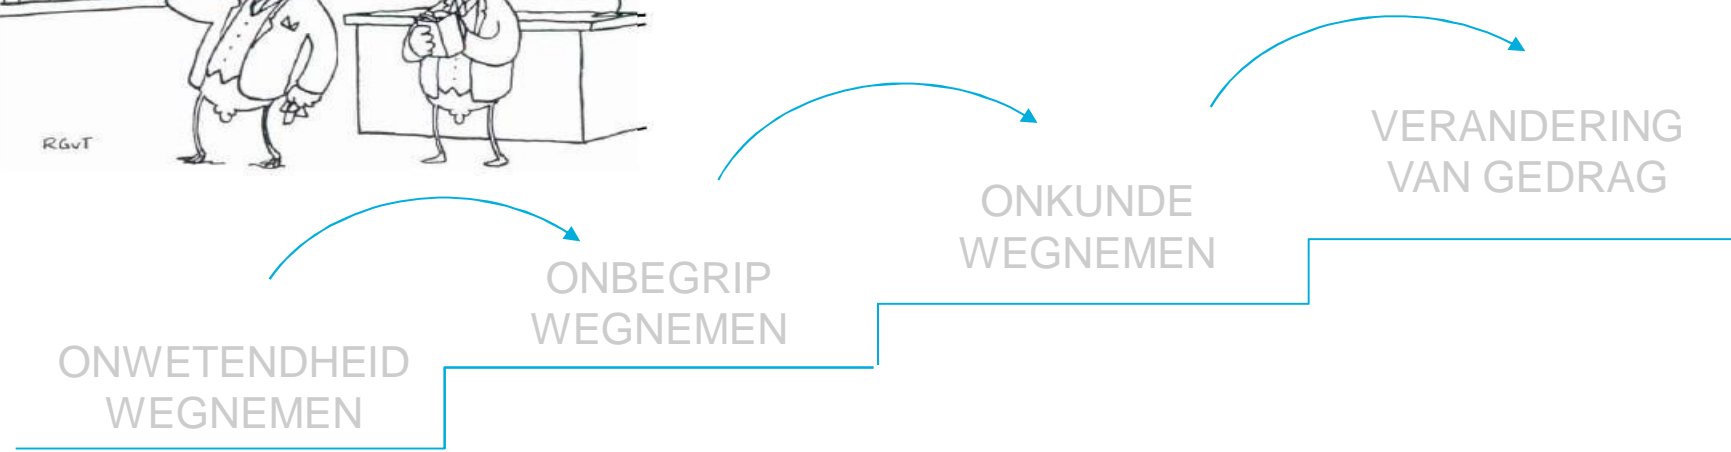 RGvT
ONWETENDHEID
WEGNEMEN
ONBEGRIP
WEGNEMEN
ONKUNDE
WEGNEMEN
VERANDERING
VAN GEDRAG